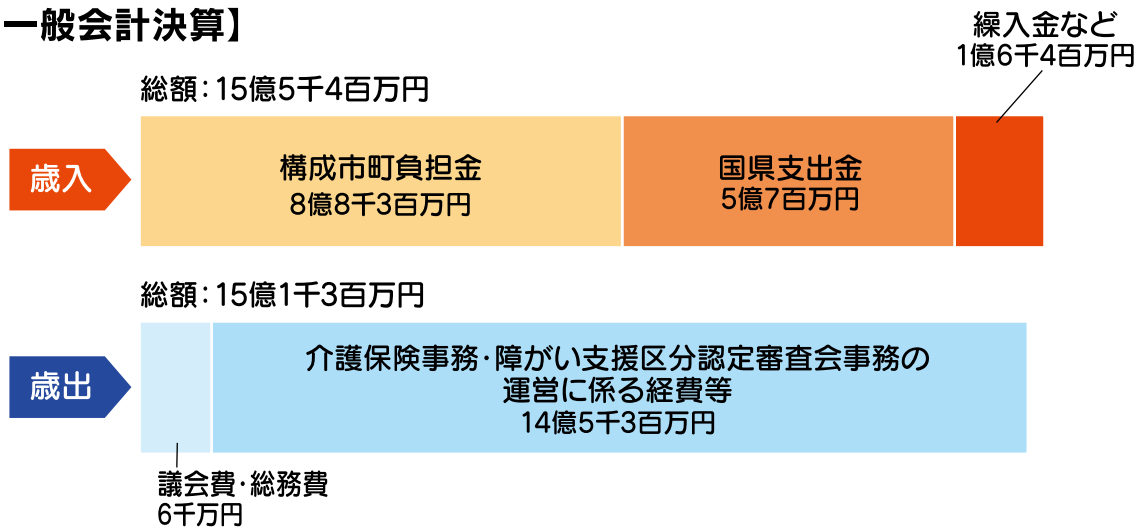 一般会計決算】
繰入金など
1億6千4百万円
総額：15億5千4百万円
歳入
構成市町負担金
8億8千3百万円
国県支出金
5億7百万円
総額：15億1千3百万円
歳出
介護保険事務・障がい支援区分認定審査会事務の
運営に係る経費等
14億5千3百万円
議会費・総務費
6千万円